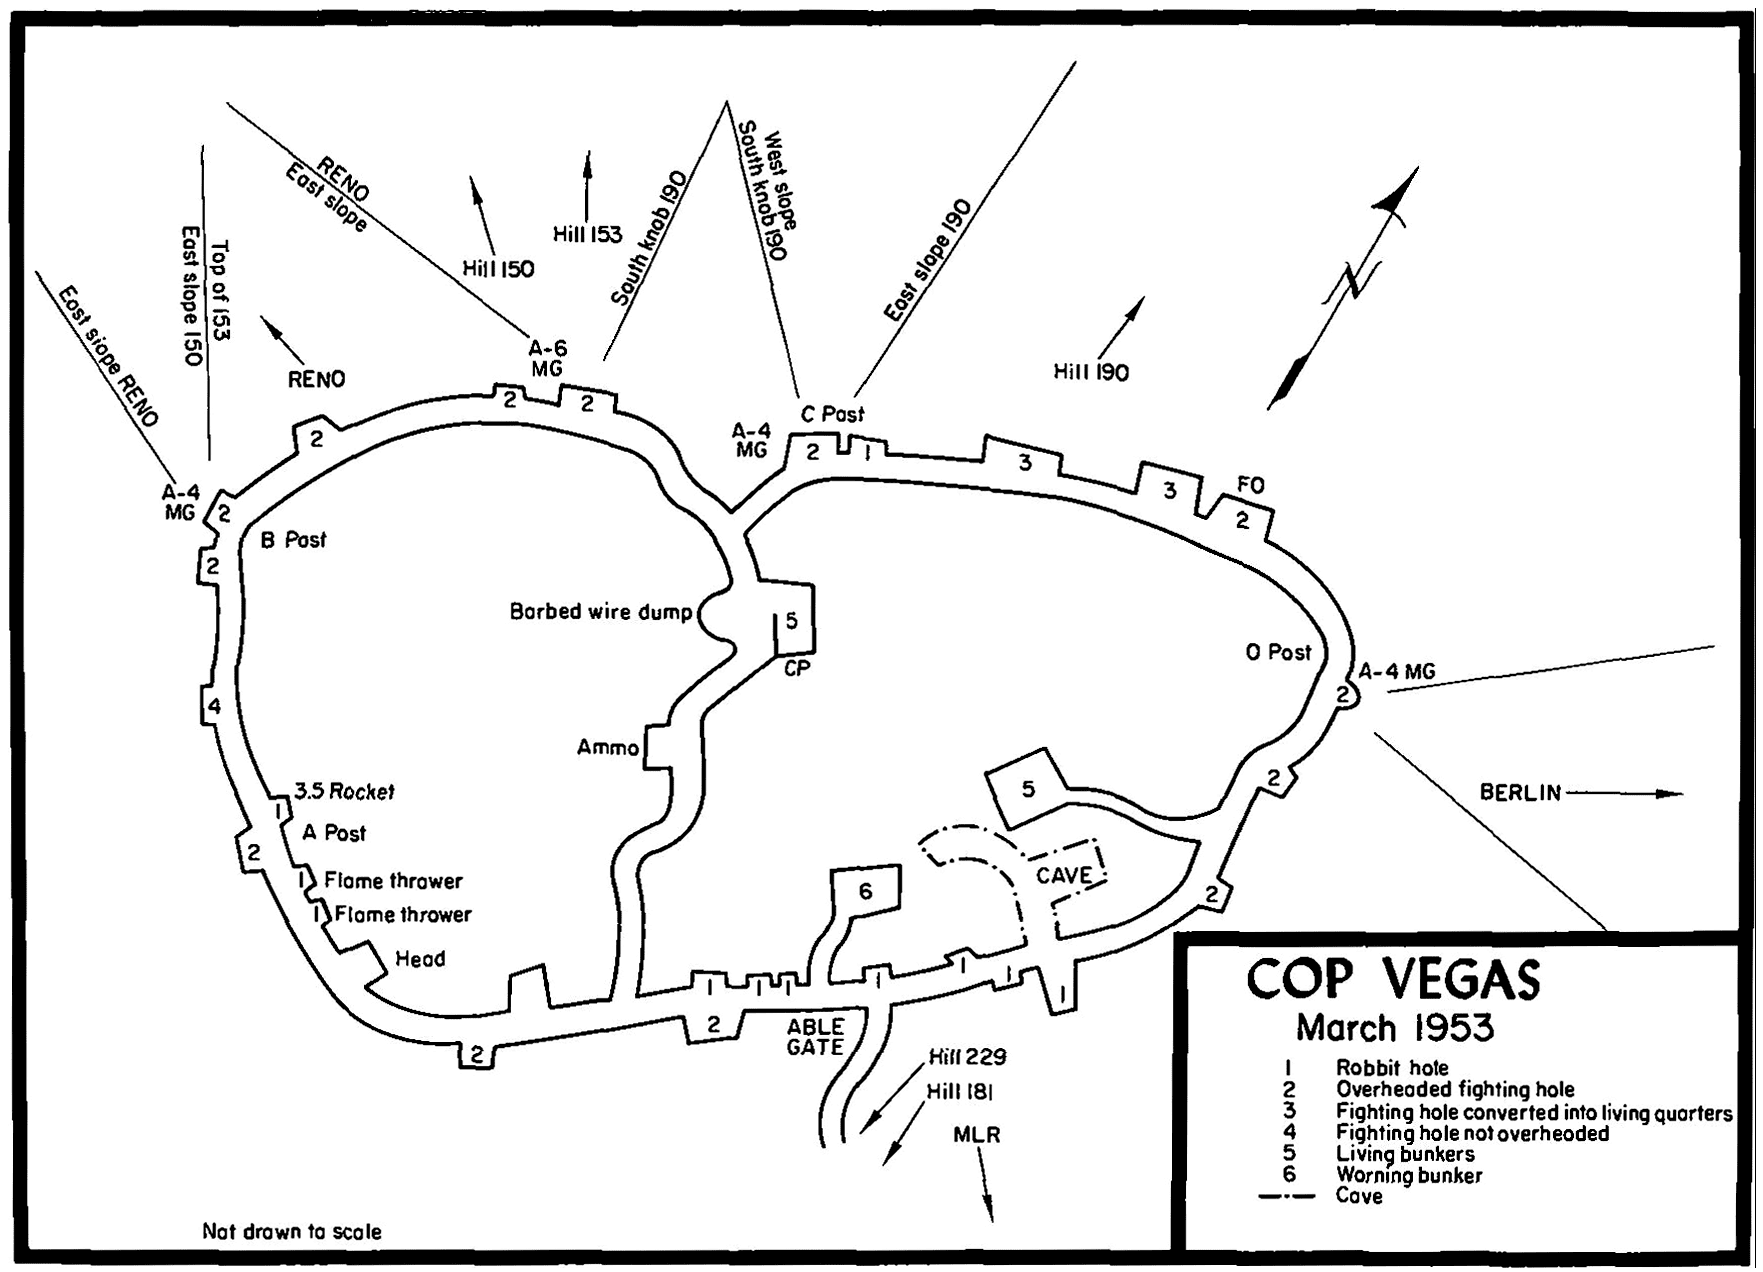 RENO
East slope
West slope
South knob 190
South knob 190
East slope 190
Top of 153
East slope 150
Hill 153
Hill 150
N
East slope RENO
RENO
Hill 190
A-6
MG
C Post
A-4
MG
2
2
2
2
1
3
3
FO
2
A-4
MG
2
B Post
2
Barbed wire dump
5
CP
O Post
A-4 MG
2
4
Ammo
2
5
BERLIN
3.5 Rocket
1
A Post
2
1
Flame thrower
1
Flame thrower
CAVE
6
2
Head
1
1
1
1
1
1
1
2
2
ABLE
GATE
Hill 229
Hill 181
MLR
COP VEGAS
March 1953
1 Rabbit hole
2 Overheaded fighting hole
3 Fighting hole converted into living quarters
4 Fighting hole not overheaded
5 Living bunkers
6 Warning bunker
Cave
Not drawn to scale